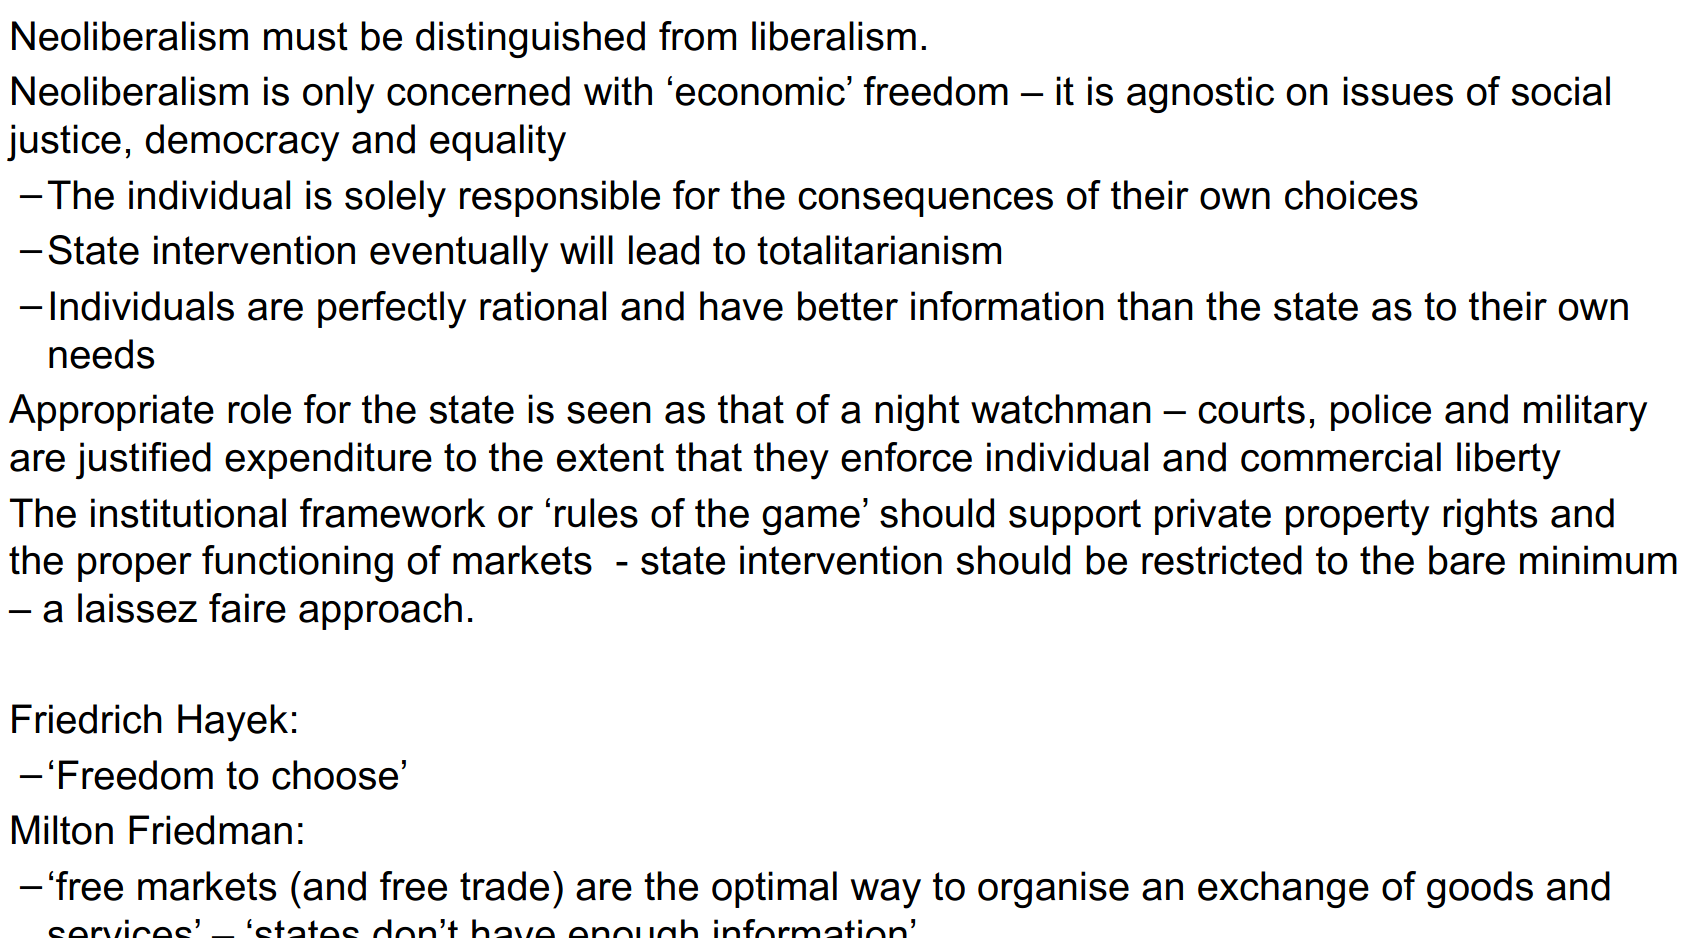 Neoliberalism must be distinguished from liberalism.
Neoliberalism is only concerned with ‘economic’ freedom – it is agnostic on issues of social
justice, democracy and equality
–The individual is solely responsible for the consequences of their own choices
–State intervention eventually will lead to totalitarianism
–Individuals are perfectly rational and have better information than the state as to their own
needs
Appropriate role for the state is seen as that of a night watchman – courts, police and military
are justified expenditure to the extent that they enforce individual and commercial liberty
The institutional framework or ‘rules of the game’ should support private property rights and
the proper functioning of markets  - state intervention should be restricted to the bare minimum
– a laissez faire approach.
Friedrich Hayek:
–‘Freedom to choose’
Milton Friedman:
–‘free markets (and free trade) are the optimal way to organise an exchange of goods and
services’ – ‘states don’t have enough information’